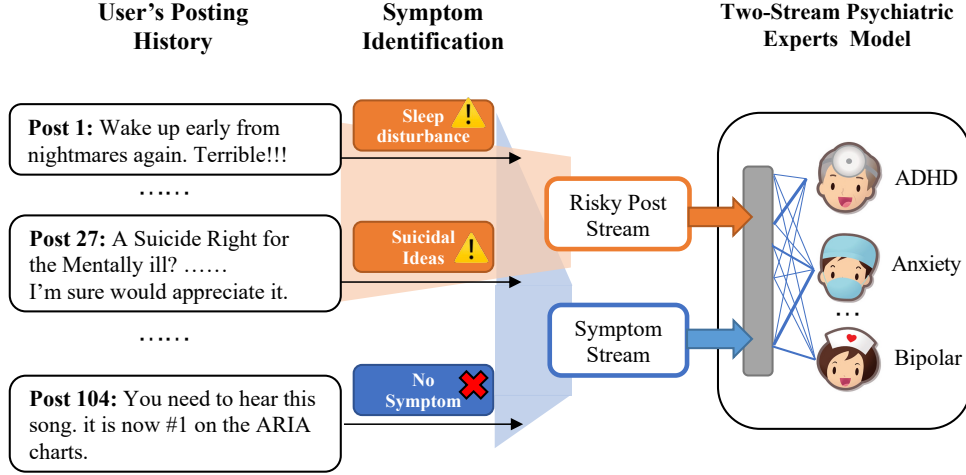 User's Posting
History
Symptom
Identification
Two-Stream Psychiatric
Experts Model
Post 1: Wake up early from
nightmares again. Terrible!!!
Sleep
disturbance
……
Post 27: A Suicide Right for
the Mentally ill? ……
I'm sure would appreciate it.
Suicidal
Ideas
……
Post 104: You need to hear this
song. it is now #1 on the ARIA
charts.
No
Symptom
Risky Post
Stream
Symptom
Stream
ADHD
Anxiety
…
Bipolar